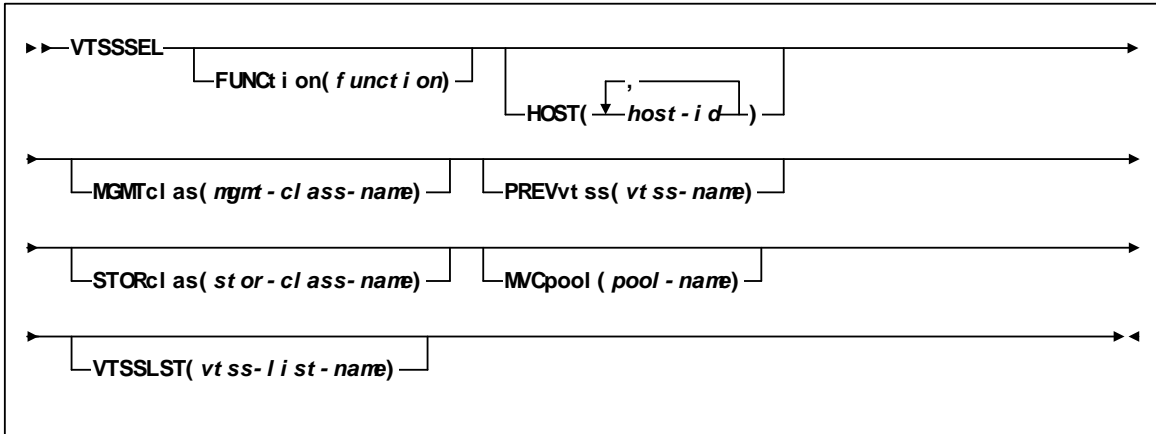 VTSSSEL
FUNCtion(function)
,
HOST( host-id )
MGMTclas(mgmt-class-name)
PREVvtss(vtss-name)
STORclas(stor-class-name)
MVCpool(pool-name)
VTSSLST(vtss-list-name)